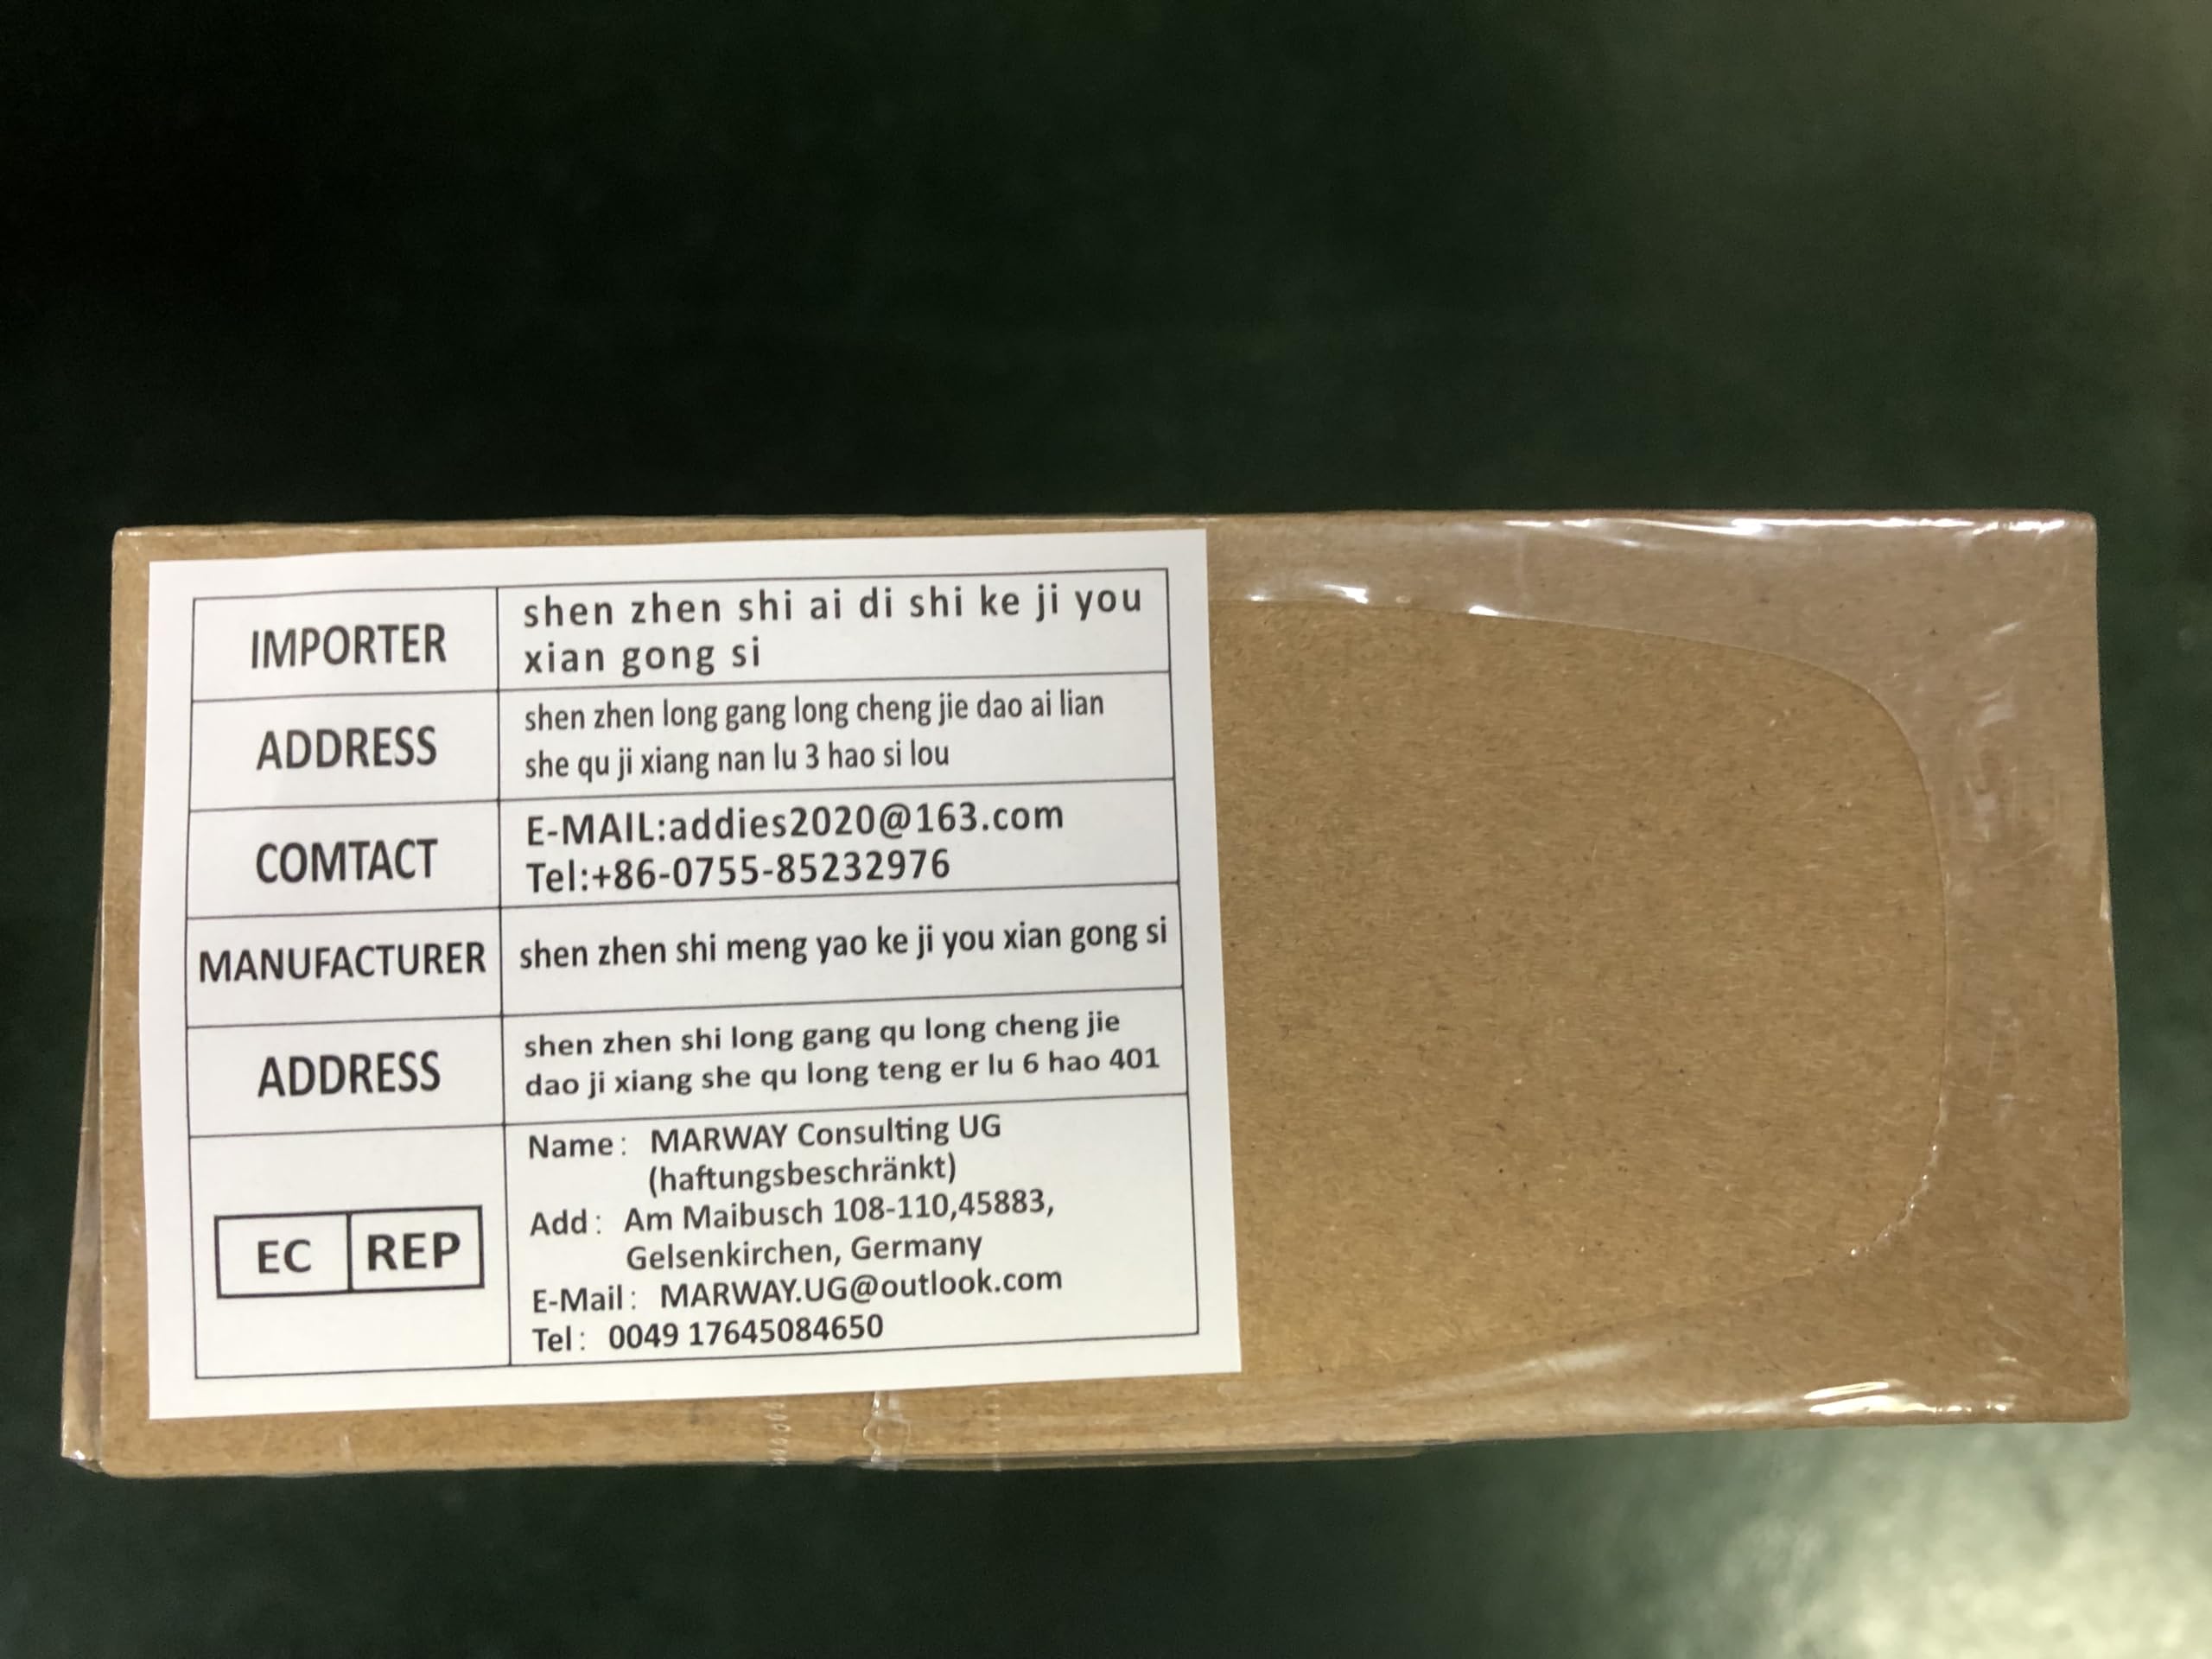 IMPORTER
shen zhen shi ai di shi ke ji you
xian gong si
ADDRESS
shen zhen long gang long cheng jie dao ai lian
she qu ji xiang nan lu 3 hao si lou
COMTACT
E-MAIL:addies2020@163.com
Tel:+86-0755-85232976
MANUFACTURER
shen zhen shi meng yao ke ji you xian gong si
ADDRESS
shen zhen shi long gang qu long cheng jie
dao ji xiang she qu long teng er lu 6 hao 401
EC REP
Name: MARWAY Consulting UG
(haftungsbeschränkt)
Add: Am Maibusch 108-110,45883,
Gelsenkirchen, Germany
E-Mail: MARWAY.UG@outlook.com
Tel: 0049 17645084650